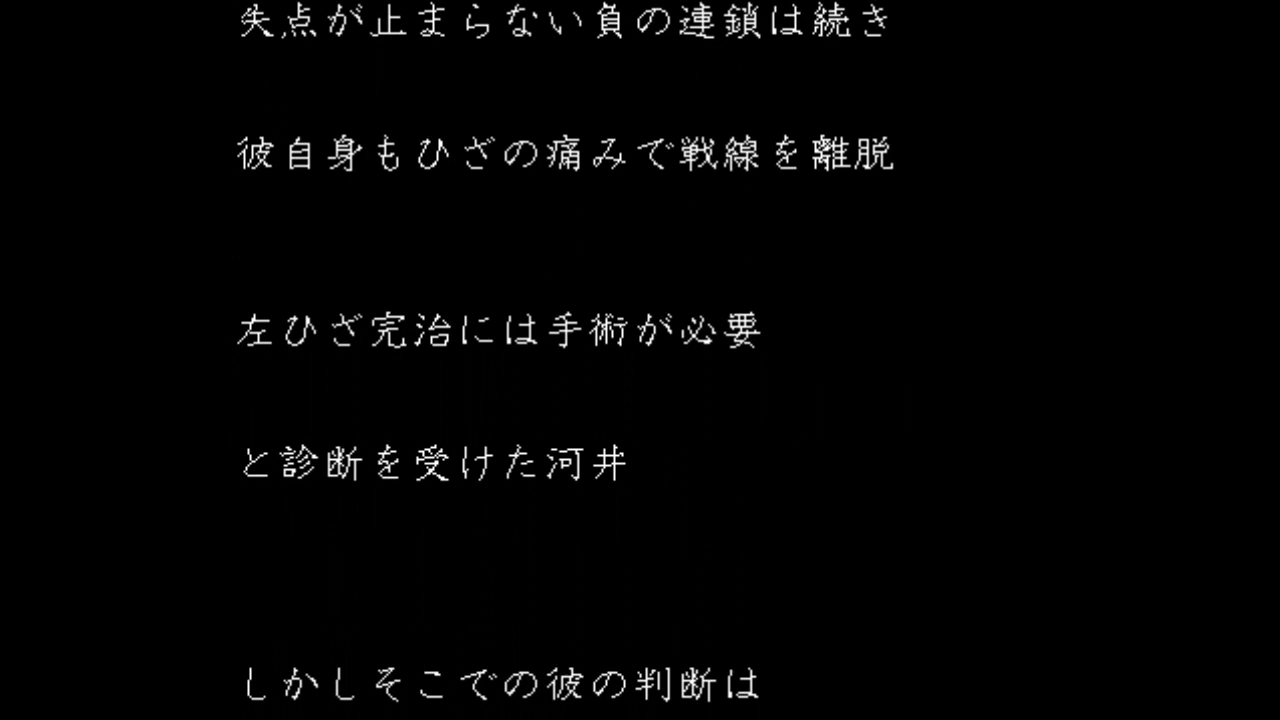 失点が止まらない負の連鎖は続き
彼自身もひざの痛みで戦線を離脱
左ひざ完治には手術が必要
と診断を受けた河井
しかしそこでの彼の判断は